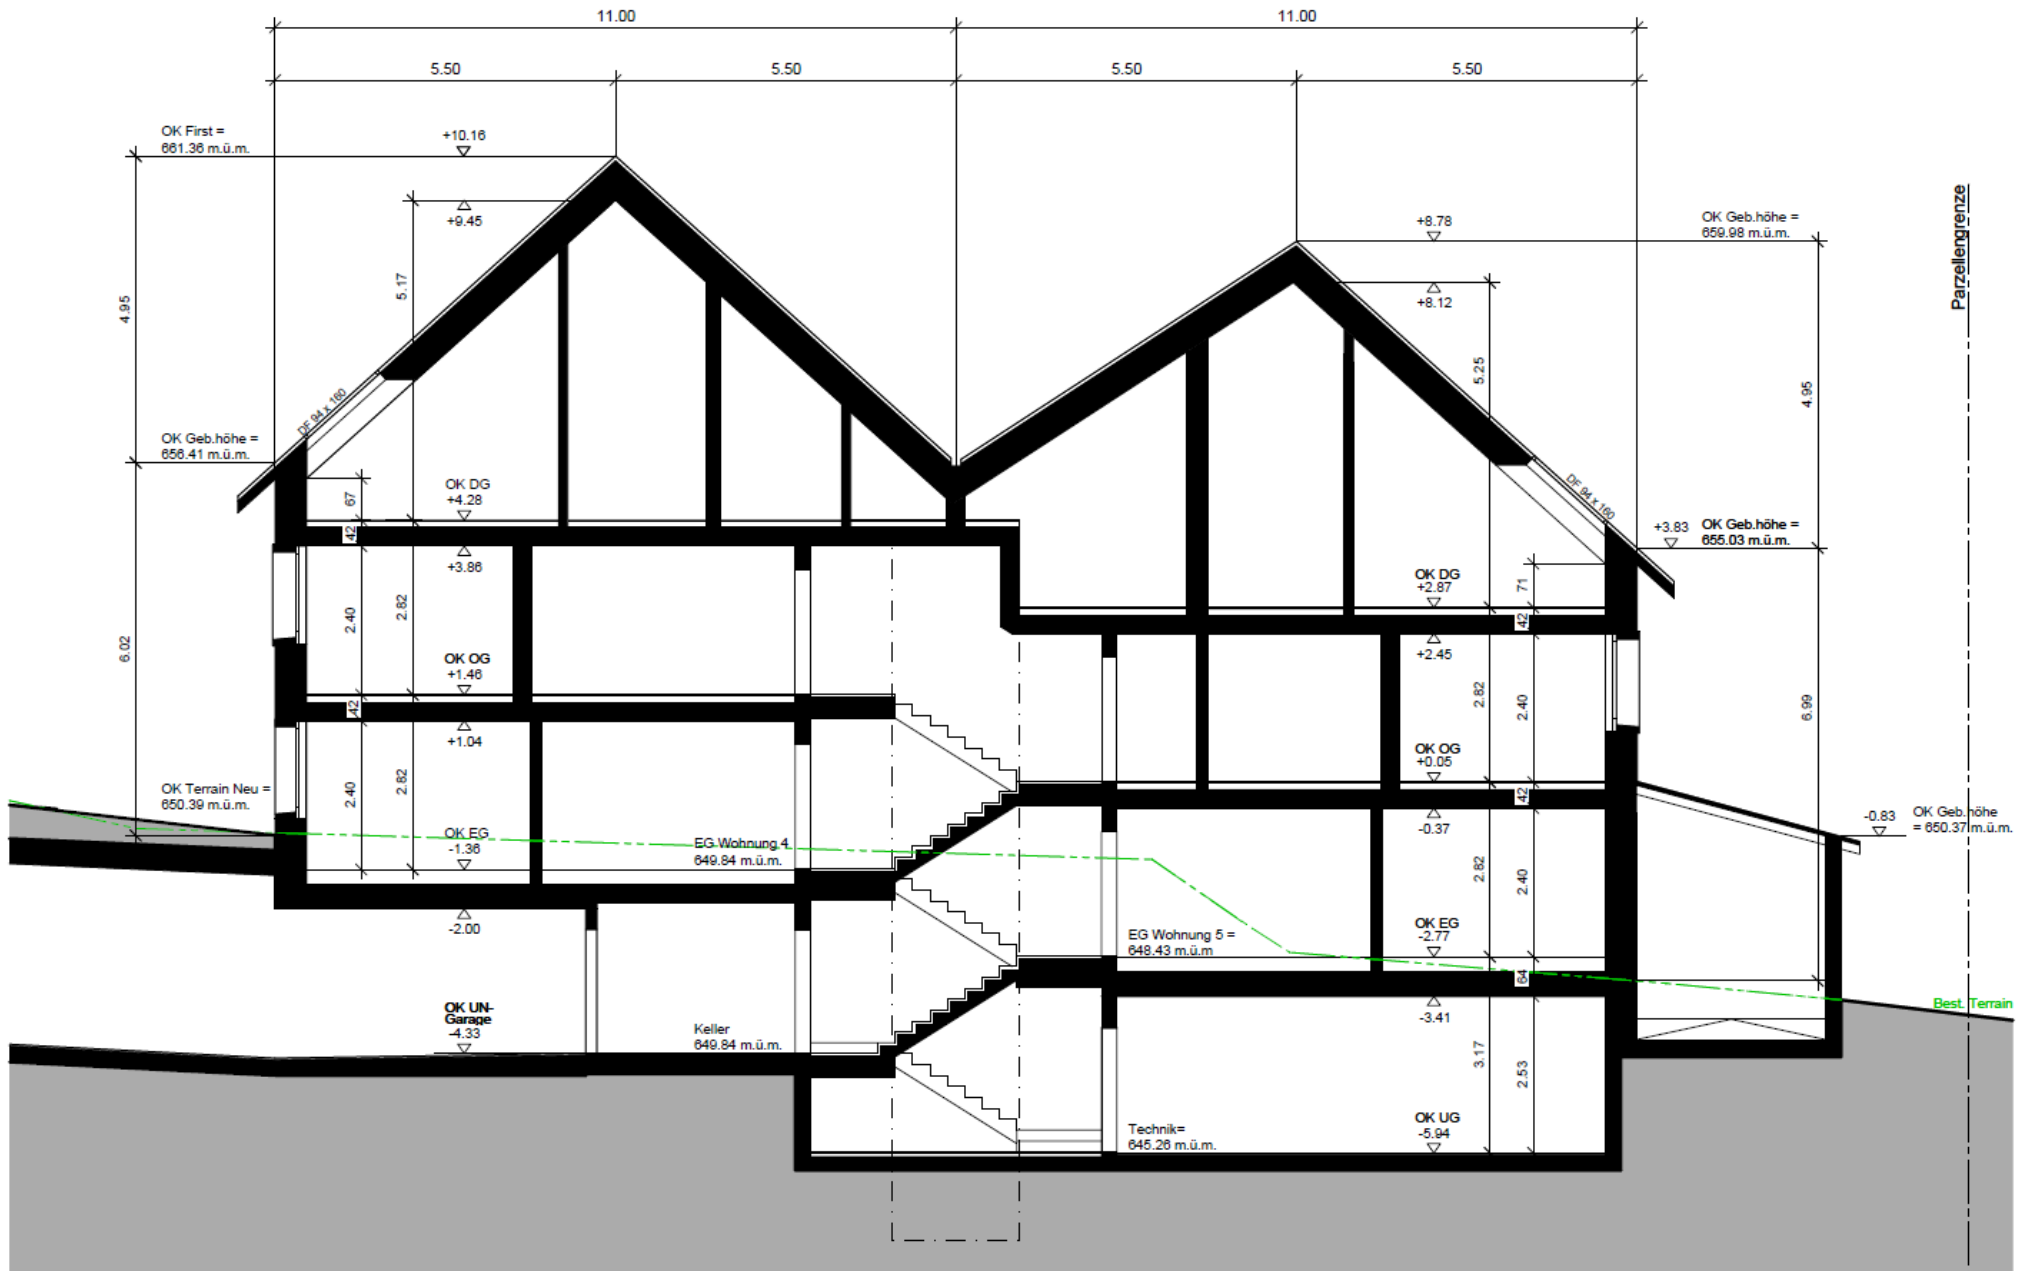 11.00
11.00
5.50
5.50
5.50
5.50
OK First =
661.36 m.ü.m.
+10.16
+9.45
+8.78
OK Geb.höhe =
659.98 m.ü.m.
Parzellengrenze
+8.12
4.95
5.17
5.25
4.95
DF 94 x 160
DF 94 x 160
OK Geb.höhe =
656.41 m.ü.m.
67
OK DG
+4.28
42
+3.86
+3.83
OK Geb.höhe =
655.03 m.ü.m.
OK DG
+2.87
71
42
+2.45
6.02
2.40
2.82
OK OG
+1.46
42
+1.04
2.82
2.40
6.99
OK OG
+0.05
42
-0.37
OK Terrain Neu =
650.39 m.ü.m.
2.40
2.82
OK EG
-1.36
EG Wohnung 4
649.84 m.ü.m.
-0.83
OK Geb.höhe
= 650.37 m.ü.m.
2.82
2.40
-2.00
EG Wohnung 5 =
648.43 m.ü.m
OK EG
-2.77
64
-3.41
Best. Terrain
OK UN-
Garage
-4.33
Keller
649.84 m.ü.m.
3.17
2.53
Technik=
645.26 m.ü.m.
OK UG
-5.94